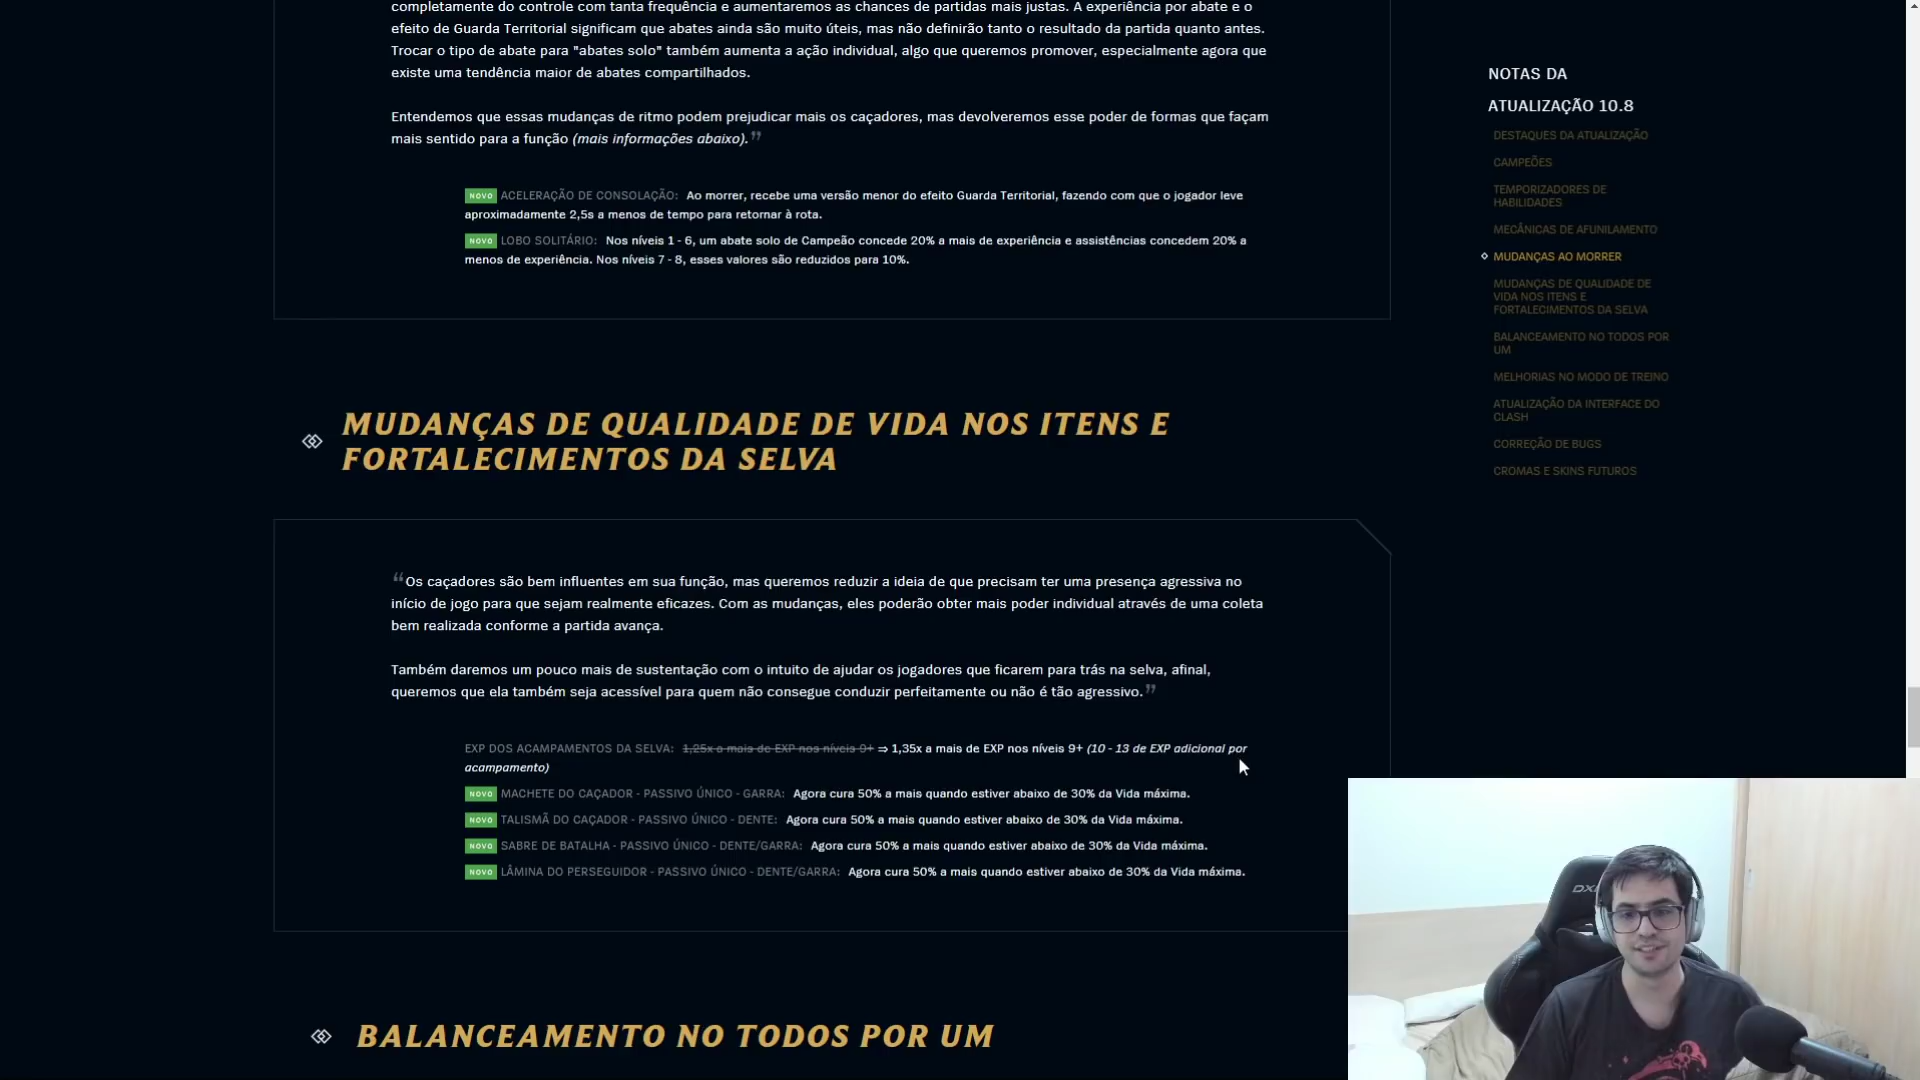 completamente do controle com tanta frequência e aumentaremos as chances de partidas mais justas. A experiência por abate e o
efeito de Guarda Territorial significam que abates ainda são muito úteis, mas não definirão tanto o resultado da partida quanto antes.
Trocar o tipo de abate para "abates solo" também aumenta a ação individual, algo que queremos promover, especialmente agora que
existe uma tendência maior de abates compartilhados.
Entendemos que essas mudanças de ritmo podem prejudicar mais os caçadores, mas devolveremos esse poder de formas que façam
mais sentido para a função (mais informações abaixo).”
NOVO ACELERAÇÃO DE CONSOLAÇÃO: Ao morrer, recebe uma versão menor do efeito Guarda Territorial, fazendo com que o jogador leve
aproximadamente 2,5s a menos de tempo para retornar à rota.
NOVO LOBO SOLITÁRIO: Nos níveis 1 - 6, um abate solo de Campeão concede 20% a mais de experiência e assistências concedem 20% a
menos de experiência. Nos níveis 7 - 8, esses valores são reduzidos para 10%.
MUDANÇAS DE QUALIDADE DE VIDA NOS ITENS E
FORTALECIMENTOS DA SELVA
“Os caçadores são bem influentes em sua função, mas queremos reduzir a ideia de que precisam ter uma presença agressiva no
início de jogo para que sejam realmente eficazes. Com as mudanças, eles poderão obter mais poder individual através de uma coleta
bem realizada conforme a partida avança.
Também daremos um pouco mais de sustentação com o intuito de ajudar os jogadores que ficarem para trás na selva, afinal,
queremos que ela também seja acessível para quem não consegue conduzir perfeitamente ou não é tão agressivo.”
EXP DOS ACAMPAMENTOS DA SELVA: 1,25x a mais de EXP nos níveis 9+ ⇒ 1,35x a mais de EXP nos níveis 9+ (10 - 13 de EXP adicional por
acampamento)
NOVO MACHETE DO CAÇADOR - PASSIVO ÚNICO - GARRA: Agora cura 50% a mais quando estiver abaixo de 30% da Vida máxima.
NOVO TALISMÃ DO CAÇADOR - PASSIVO ÚNICO - DENTE: Agora cura 50% a mais quando estiver abaixo de 30% da Vida máxima.
NOVO SABRE DE BATALHA - PASSIVO ÚNICO - DENTE/GARRA: Agora cura 50% a mais quando estiver abaixo de 30% da Vida máxima.
NOVO LÂMINA DO PERSEGUIDOR - PASSIVO ÚNICO - DENTE/GARRA: Agora cura 50% a mais quando estiver abaixo de 30% da Vida máxima.
BALANCEAMENTO NO TODOS POR UM
NOTAS DA
ATUALIZAÇÃO 10.8
DESTAQUES DA ATUALIZAÇÃO
CAMPEÕES
TEMPORIZADORES DE
HABILIDADES
MECÂNICAS DE AFUNILAMENTO
MUDANÇAS AO MORRER
MUDANÇAS DE QUALIDADE DE
VIDA NOS ITENS E
FORTALECIMENTOS DA SELVA
BALANCEAMENTO NO TODOS POR
UM
MELHORIAS NO MODO DE TREINO
ATUALIZAÇÃO DA INTERFACE DO
CLASH
CORREÇÃO DE BUGS
CROMAS E SKINS FUTUROS